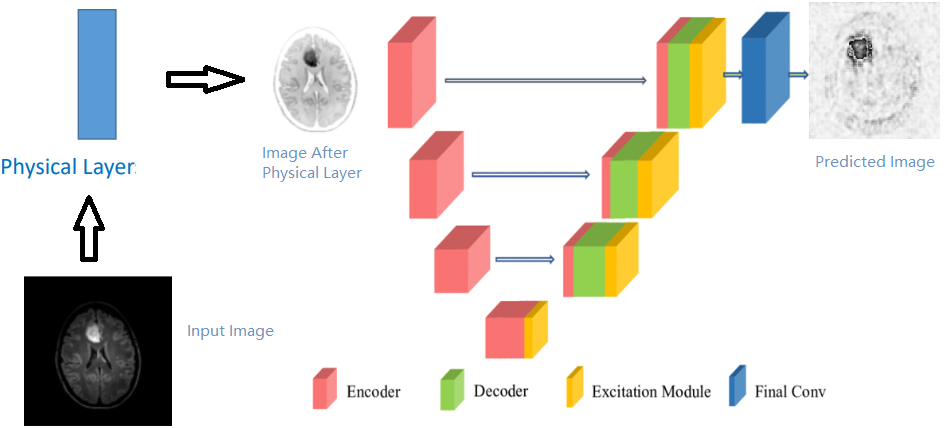 Physical Layer
Image After
Physical Layer
Predicted Image
Input Image
Encoder
Decoder
Excitation Module
Final Conv